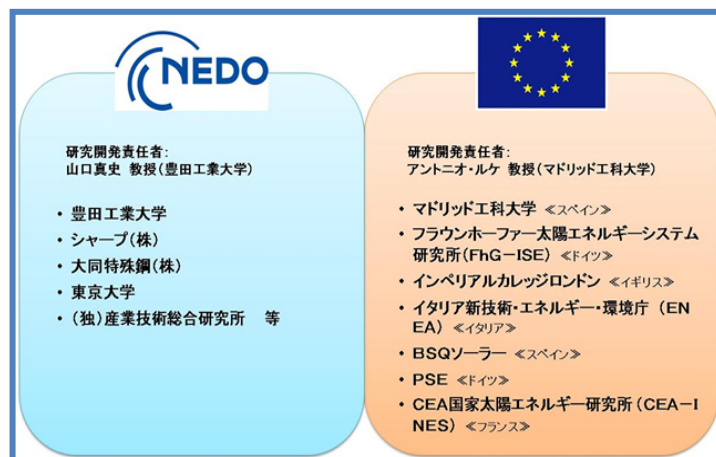 NEDO
研究開発責任者:
山口真史 教授(豊田工業大学)
・ 豊田工業大学
・ シャープ(株)
・ 大同特殊鋼(株)
・ 東京大学
・ (独)産業技術総合研究所 等
研究開発責任者:
アントニオ・ルケ 教授(マドリッド工科大学)
・ マドリッド工科大学 ≪スペイン≫
・ フラウンホーファー太陽エネルギーシステム
研究所(FhG-ISE) ≪ドイツ≫
・ インペリアルカレッジロンドン ≪イギリス≫
・ イタリア新技術・エネルギー・環境庁 (EN
EA) ≪イタリア≫
・ BSQソーラー ≪スペイン≫
・ PSE ≪ドイツ≫
・ CEA国家太陽エネルギー研究所(CEA-I
NES) ≪フランス≫